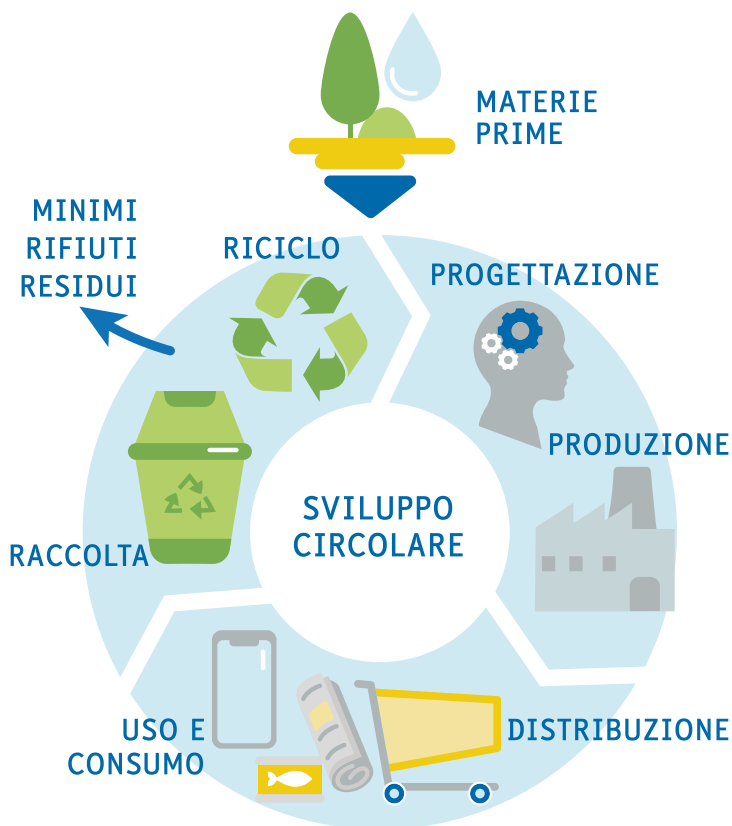 MATERIE
PRIME
MINIMI
RIFIUTI
RESIDUI
RICICLO
PROGETTAZIONE
PRODUZIONE
SVILUPPO
CIRCOLARE
RACCOLTA
USO E
CONSUMO
DISTRIBUZIONE